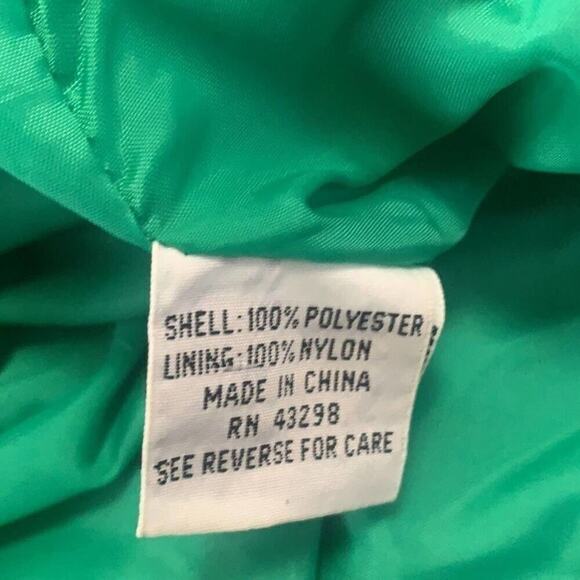 SHELL: 100% POLYESTER
LINING: 100% NYLON
MADE IN CHINA
RN 43298
SEE REVERSE FOR CARE